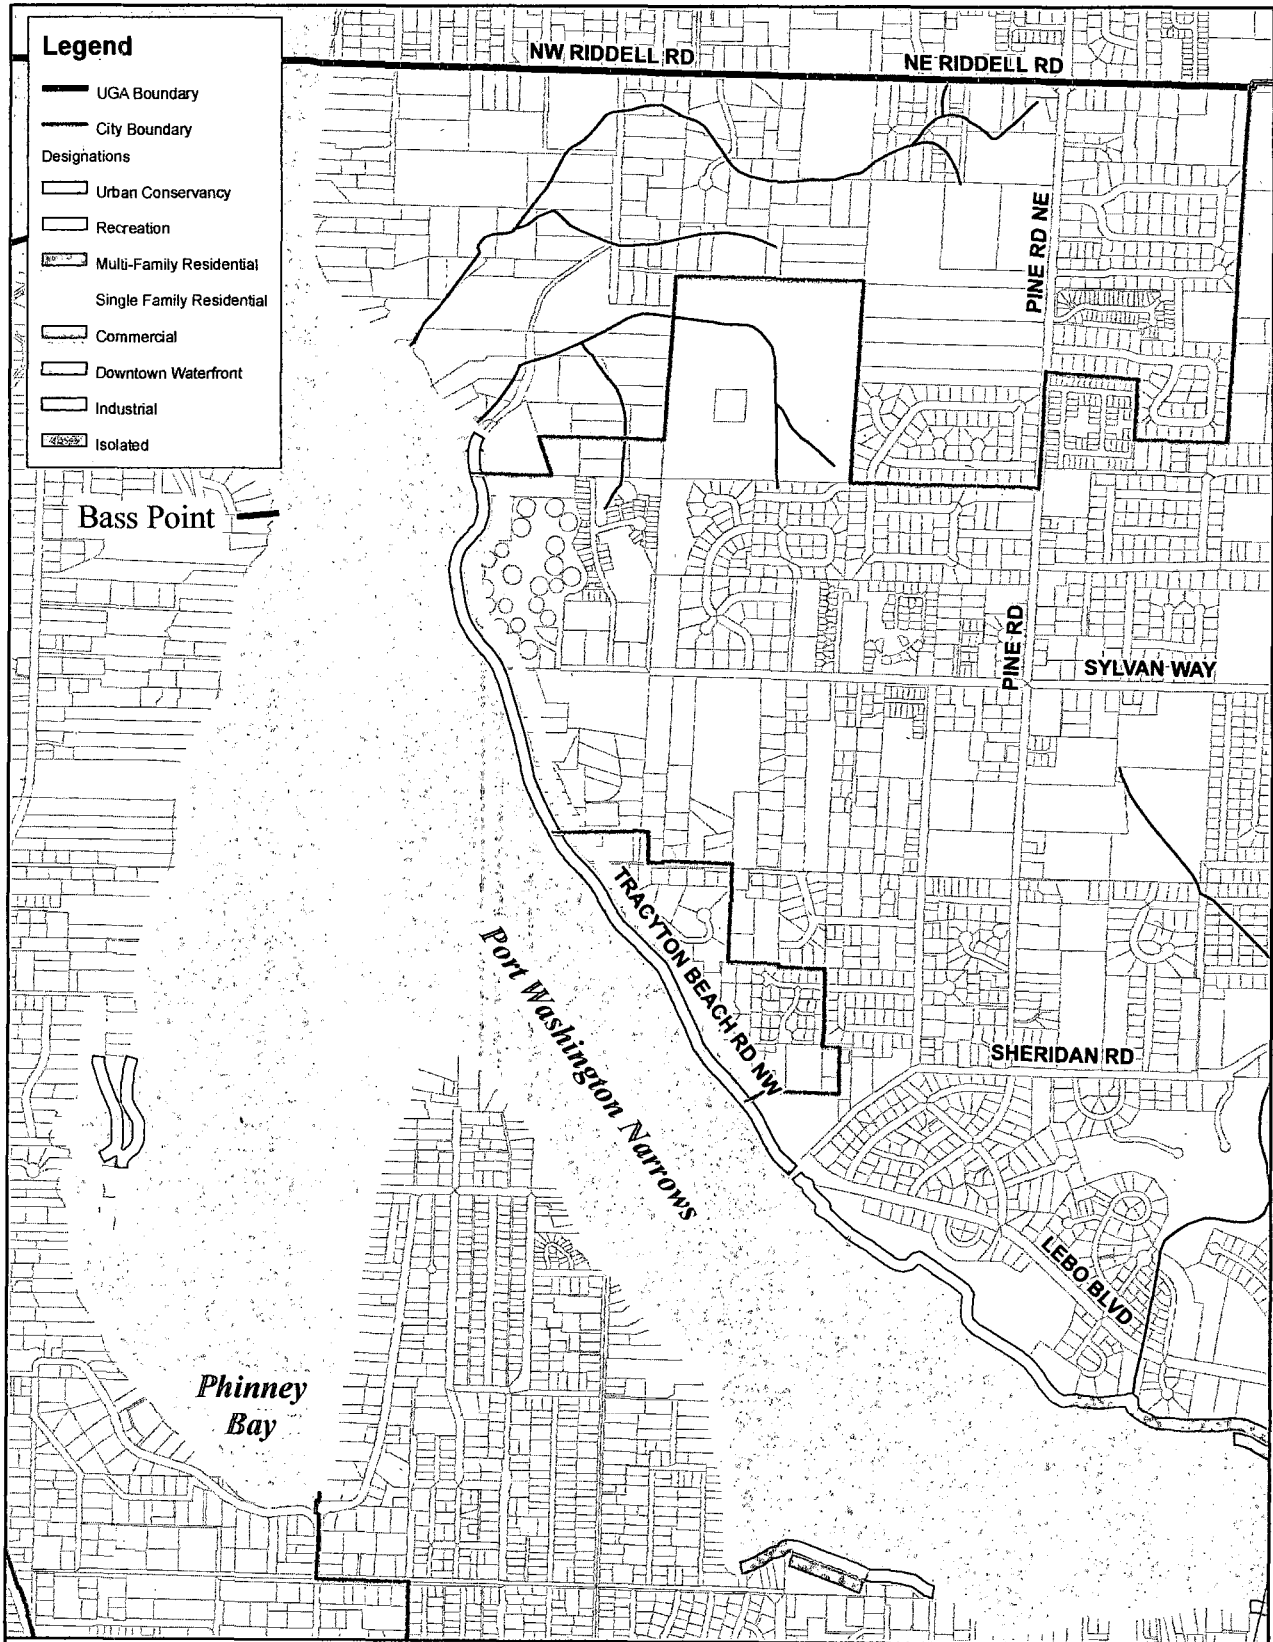 Legend
UGA Boundary
City Boundary
Designations
Urban Conservancy
Recreation
Multi-Family Residential
Single Family Residential
Commercial
Downtown Waterfront
Industrial
Isolated
NW RIDDELL RD
NE RIDDELL RD
PINE RD NE
Bass Point
PINE RD
SYLVAN WAY
TRACYTON BEACH RD NW
Port Washington Narrows
SHERIDAN RD
LEBO BLVD
Phinney
Bay